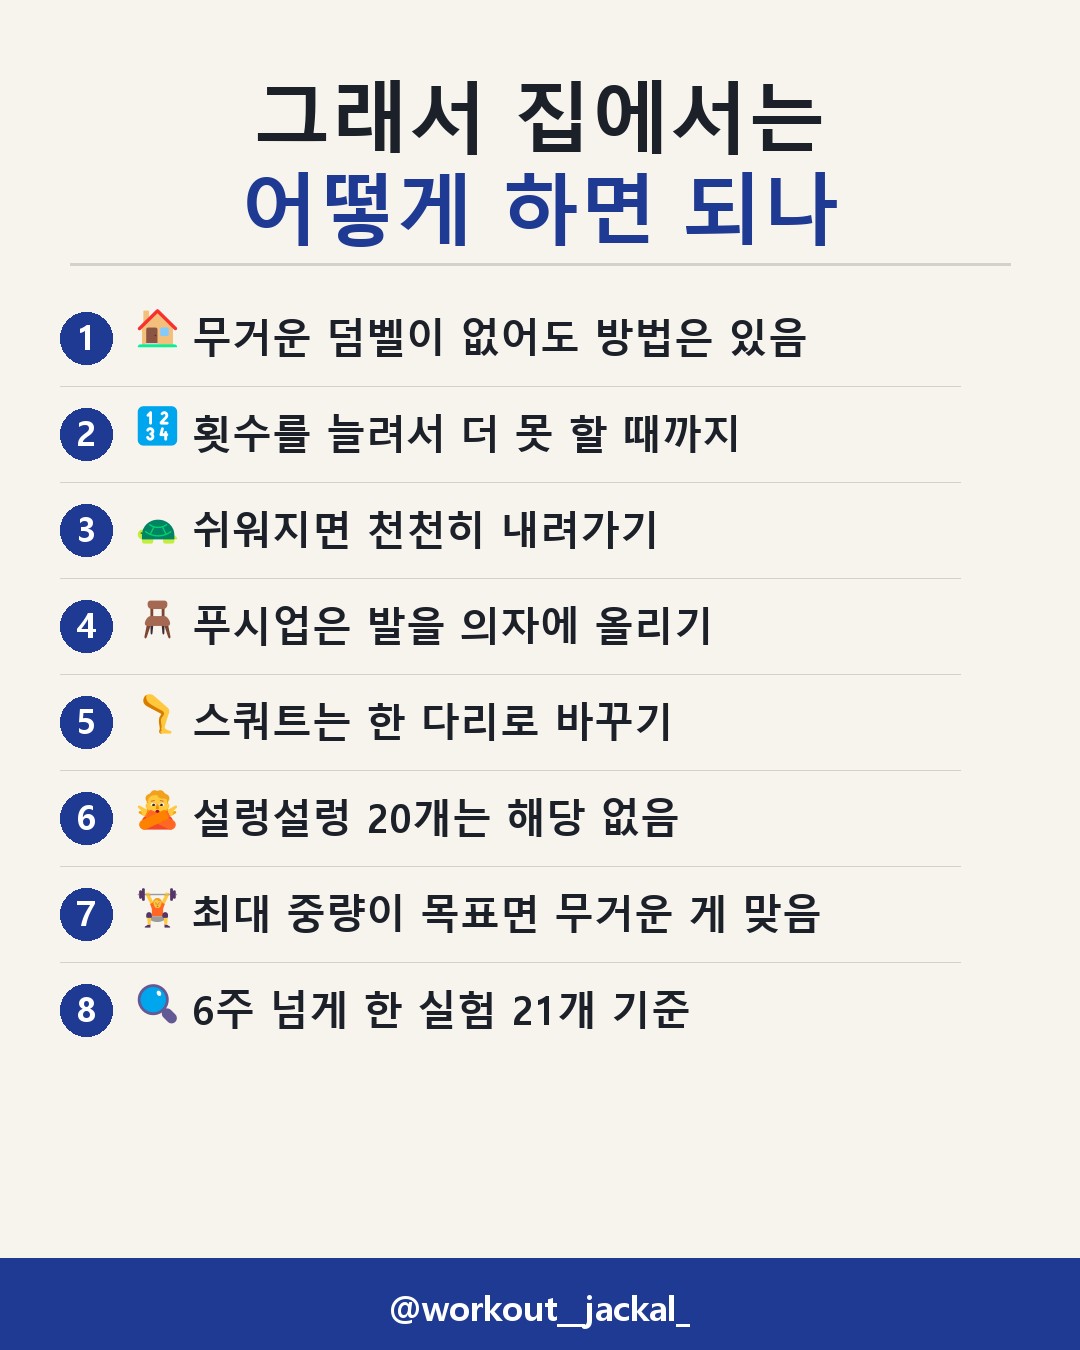 그래서 집에서는
어떻게 하면 되나
1 무거운 덤벨이 없어도 방법은 있음
2 횟수를 늘려서 더 못 할 때까지
3 쉬워지면 천천히 내려가기
4 푸시업은 발을 의자에 올리기
5 스쿼트는 한 다리로 바꾸기
6 설렁설렁 20개는 해당 없음
7 최대 중량이 목표면 무거운 게 맞음
8 6주 넘게 한 실험 21개 기준
@workout__jackal_